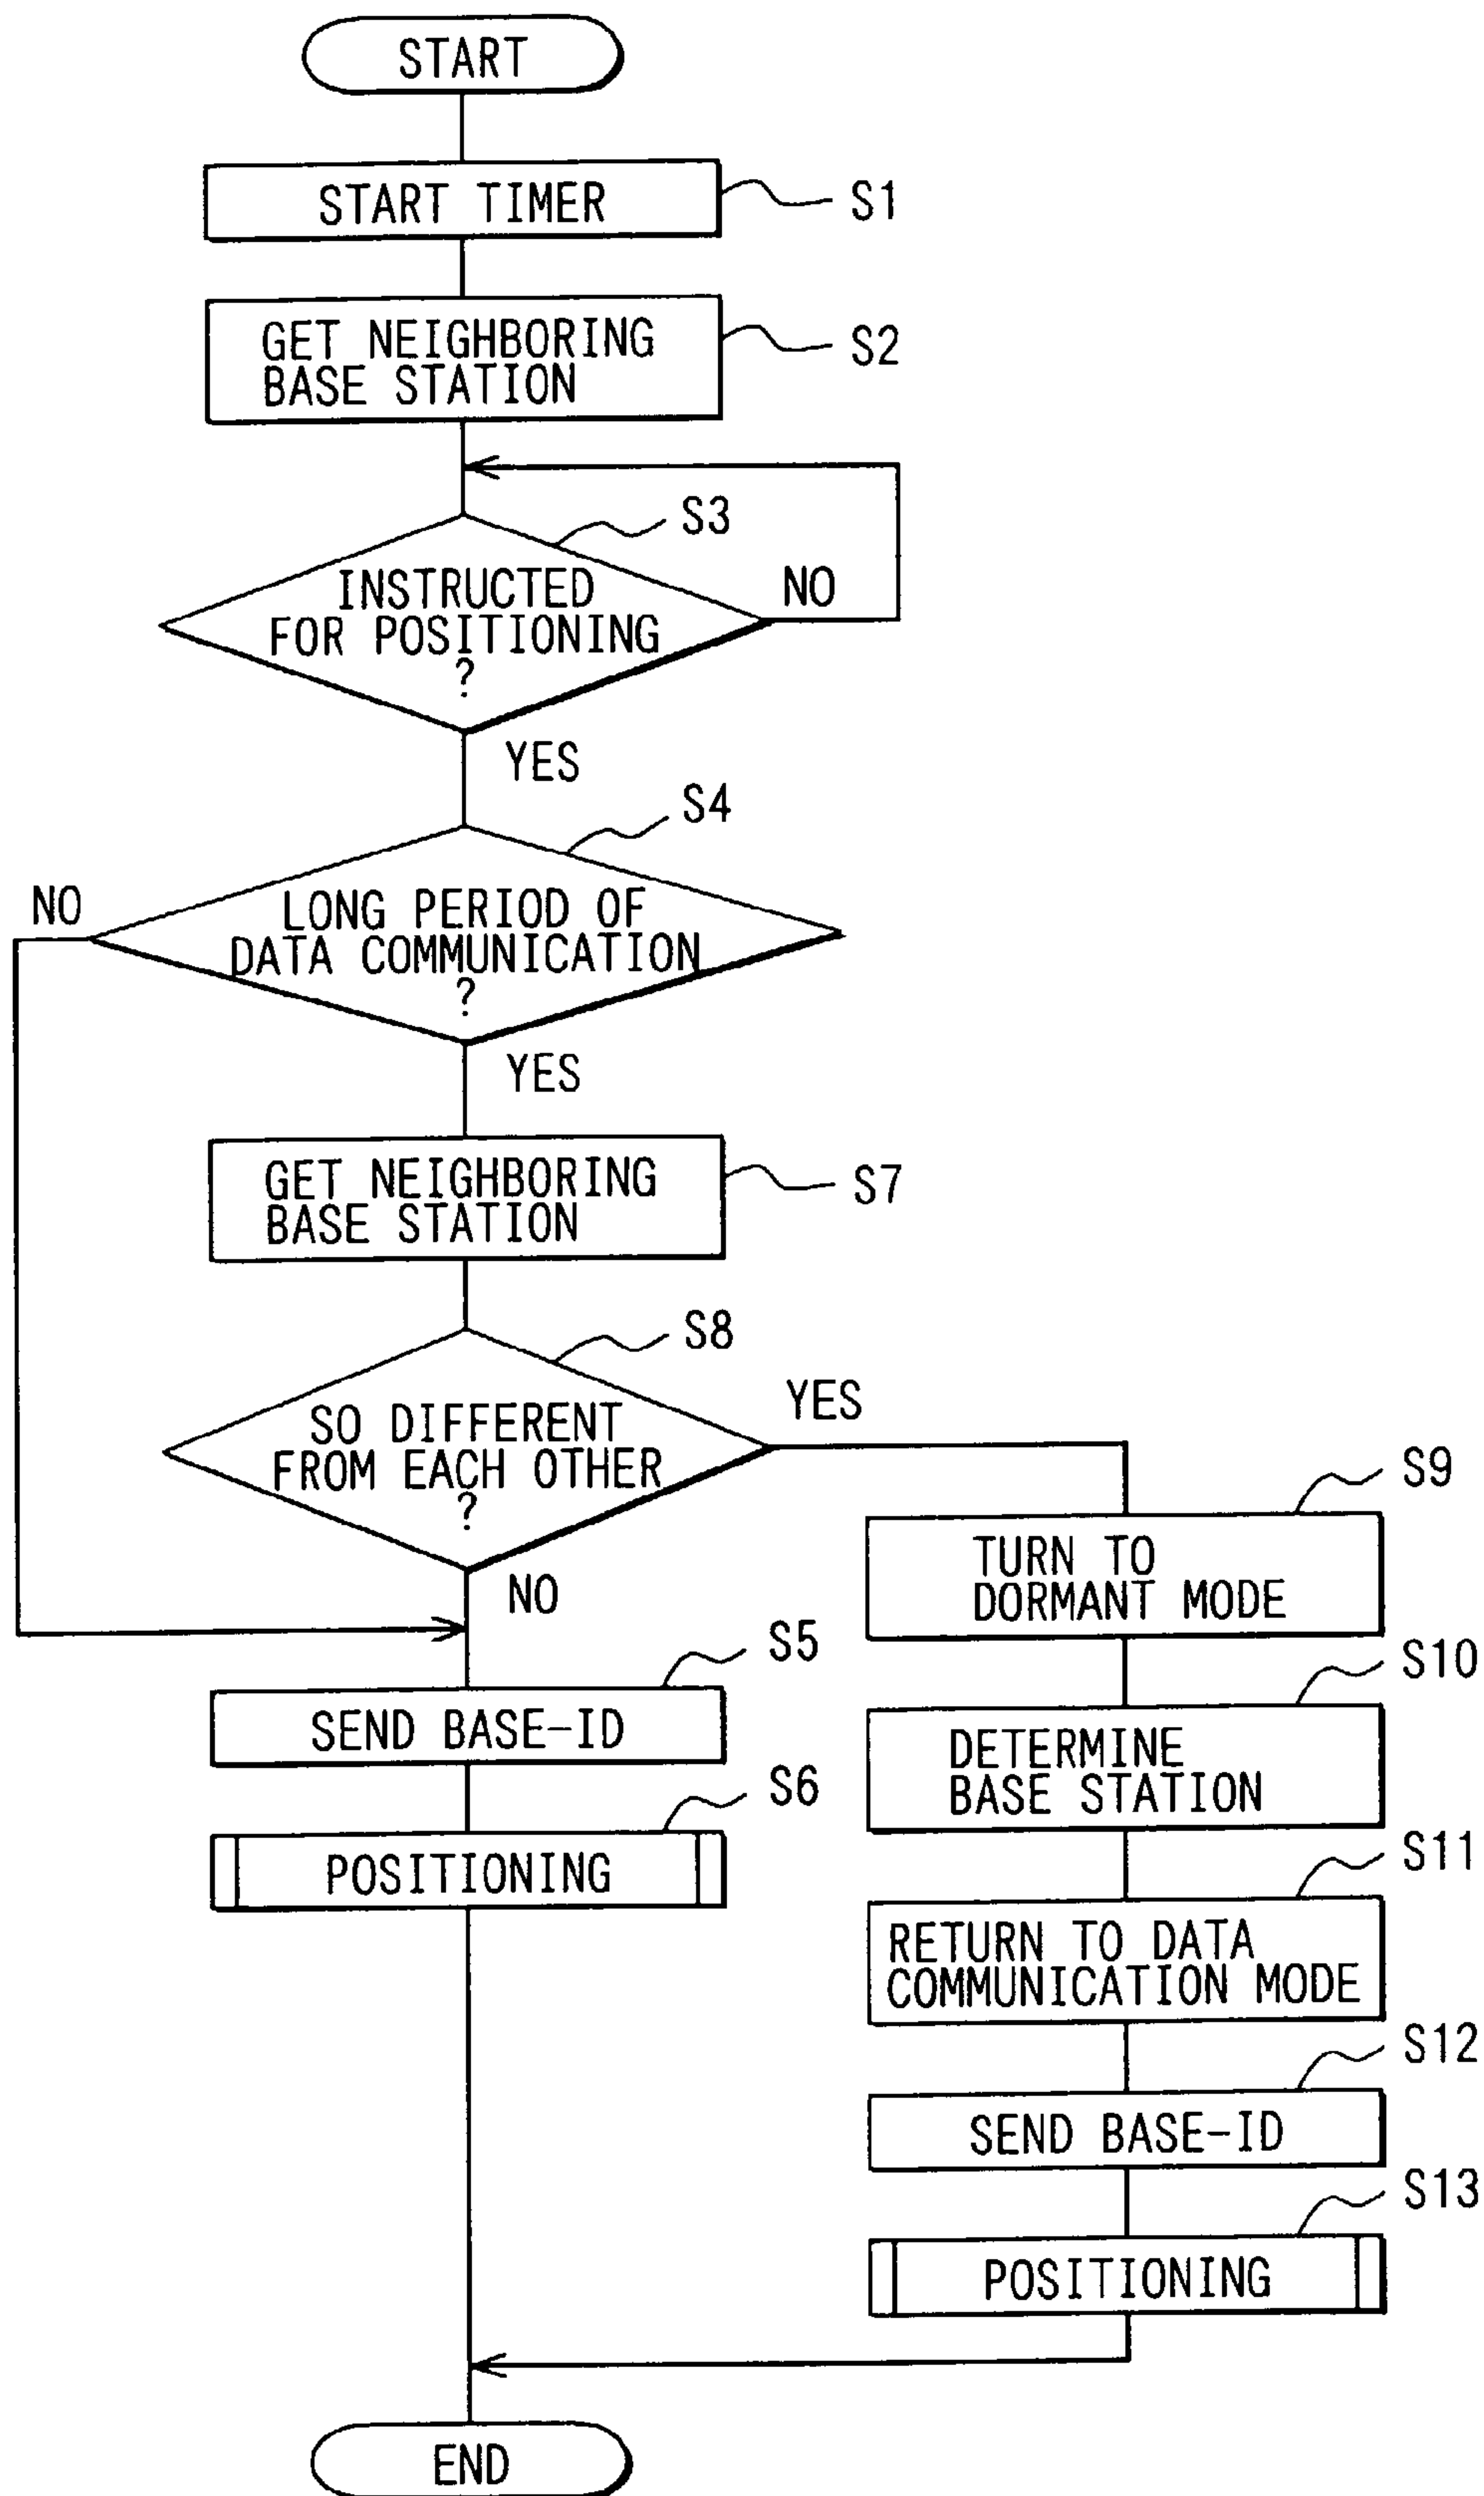 START
START TIMER
S1
GET NEIGHBORING
BASE STATION
S2
S3
INSTRUCTED
FOR POSITIONING
?
NO
YES
S4
NO
LONG PERIOD OF
DATA COMMUNICATION
?
YES
GET NEIGHBORING
BASE STATION
S7
S8
SO DIFFERENT
FROM EACH OTHER
?
YES
NO
S9
TURN TO
DORMANT MODE
S5
SEND BASE-ID
S10
DETERMINE
BASE STATION
S6
POSITIONING
S11
RETURN TO DATA
COMMUNICATION MODE
S12
SEND BASE-ID
S13
POSITIONING
END